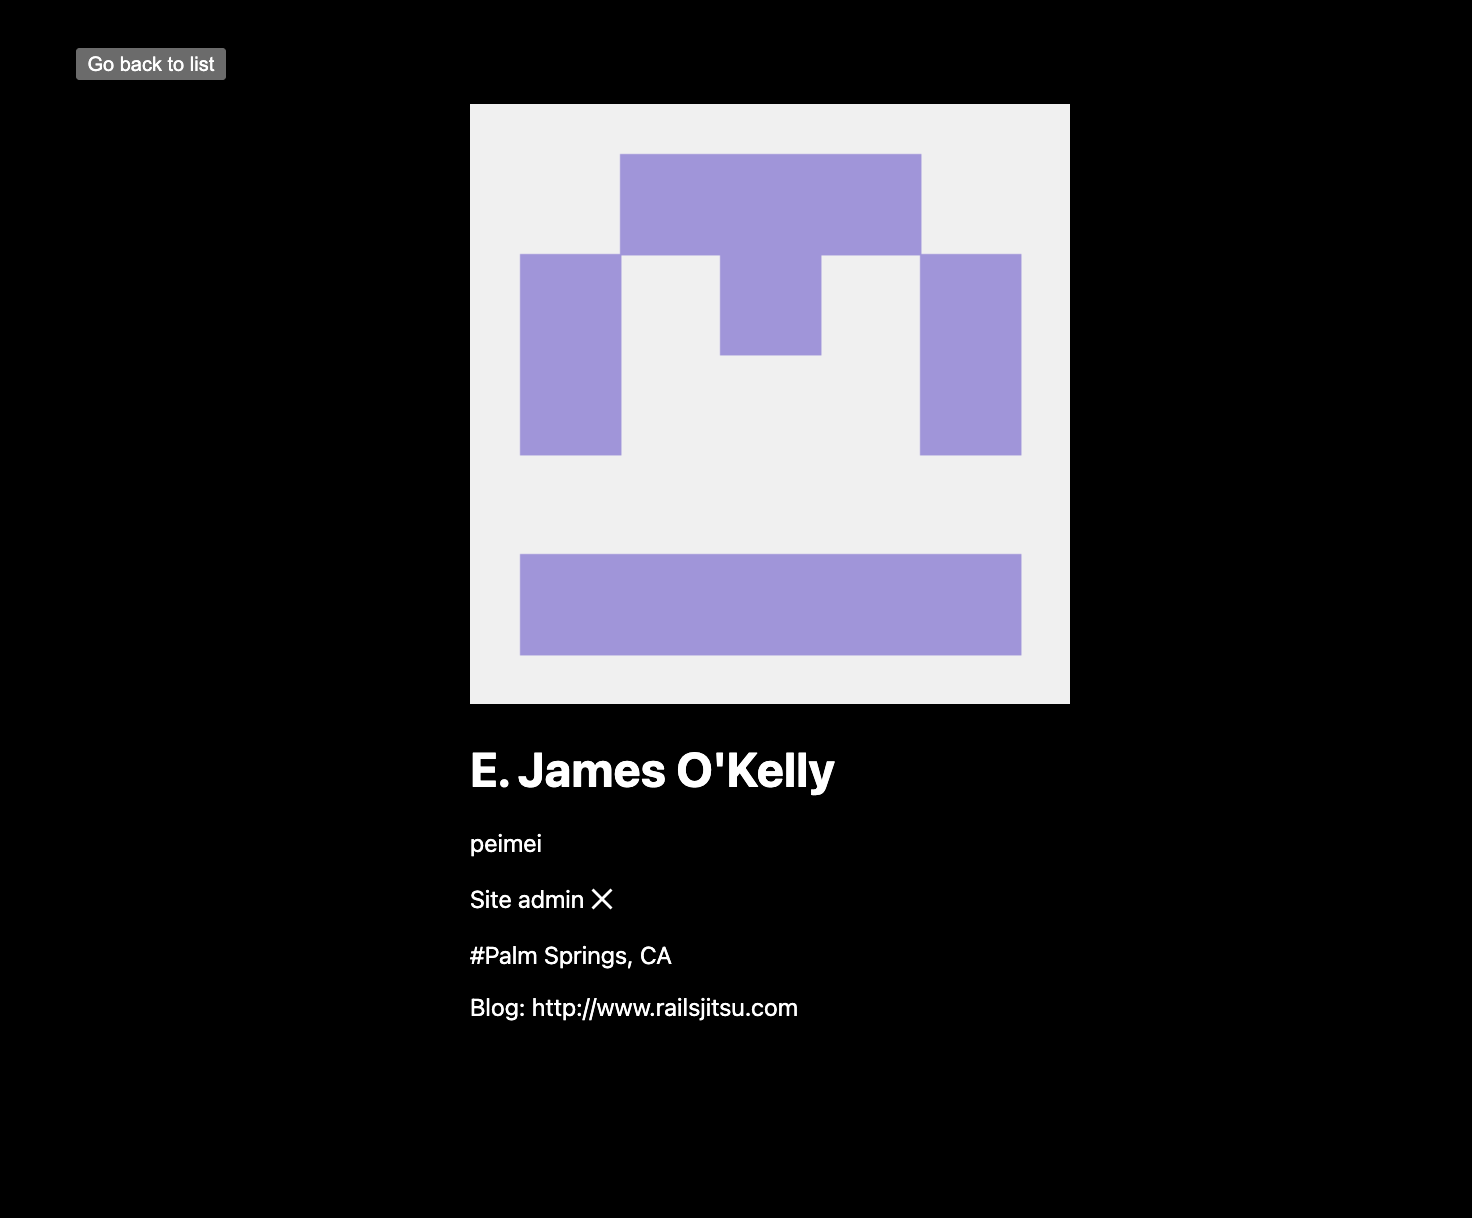 Go back to list
E. James O'Kelly
peimei
Site admin ✕
#Palm Springs, CA
Blog: http://www.railsjitsu.com